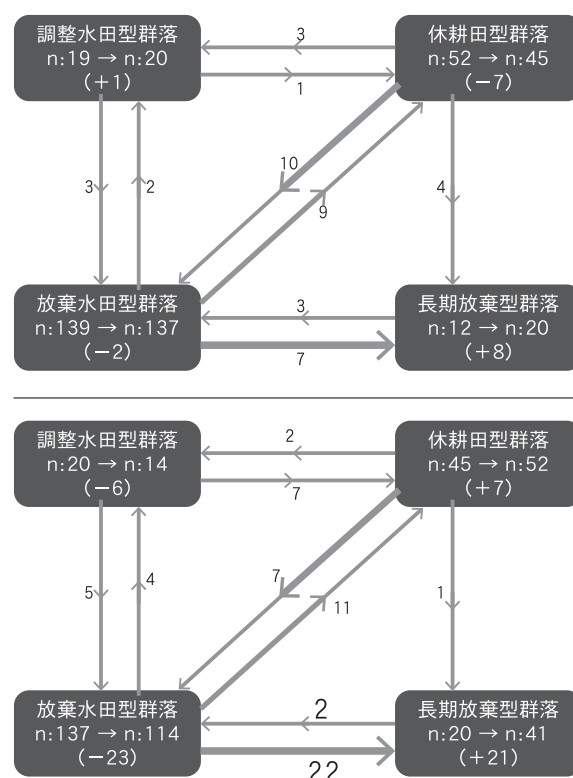 調整水田型群落
n:19 → n:20
(+1)
休耕田型群落
n:52 → n:45
(−7)
3
1
3
2
10
9
4
放棄水田型群落
n:139 → n:137
(−2)
長期放棄型群落
n:12 → n:20
(+8)
3
7
調整水田型群落
n:20 → n:14
(−6)
休耕田型群落
n:45 → n:52
(+7)
2
7
5
4
7
11
1
放棄水田型群落
n:137 → n:114
(−23)
長期放棄型群落
n:20 → n:41
(+21)
2
22